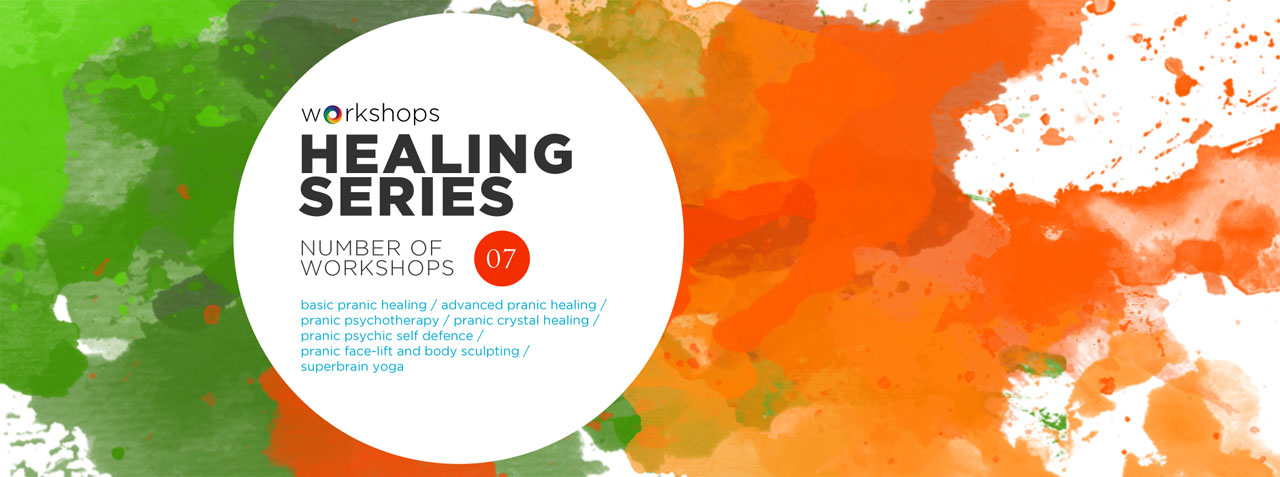 workshops
HEALING
SERIES
NUMBER OF
WORKSHOPS
07
basic pranic healing / advanced pranic healing /
pranic psychotherapy / pranic crystal healing /
pranic psychic self defence /
pranic face-lift and body sculpting /
superbrain yoga